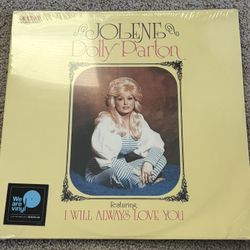 JOLENE
Dolly Parton
featuring
I WILL ALWAYS LOVE YOU
We are
vinyl